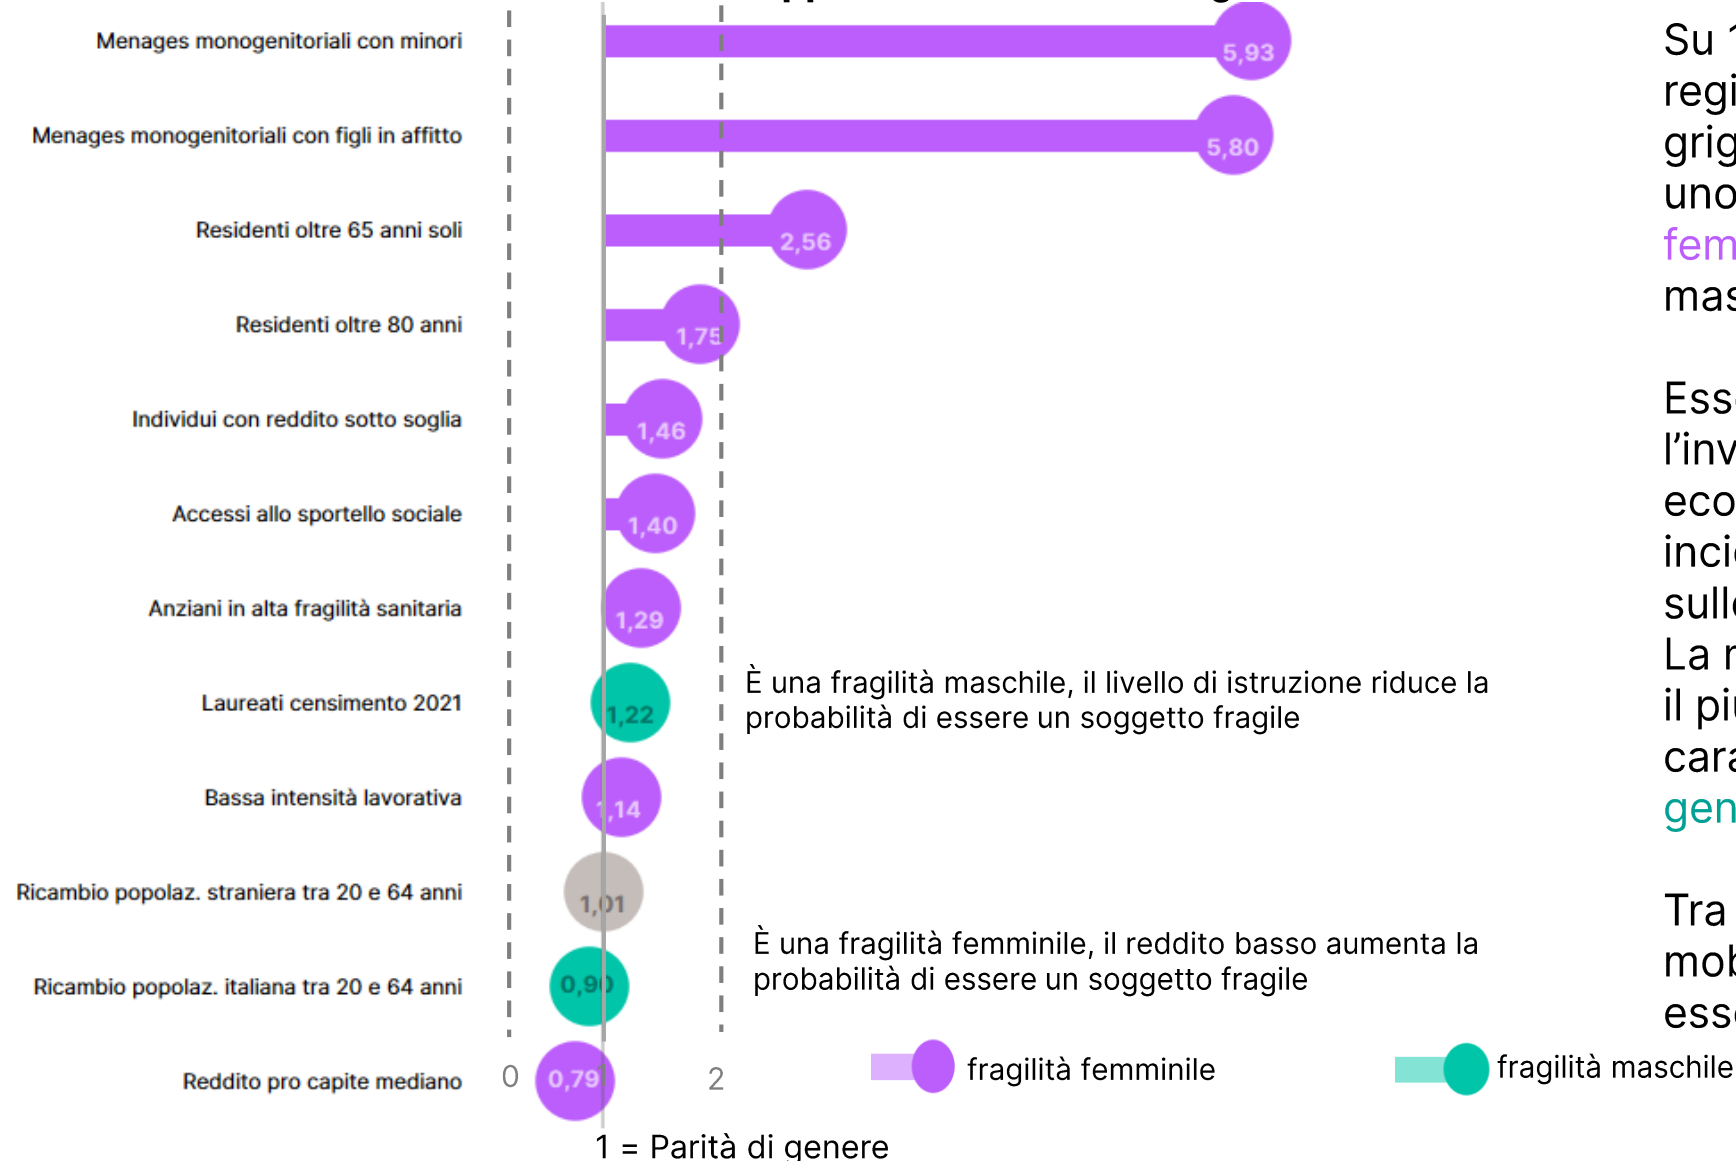 Menages monogenitoriali con minori
5,93
Menages monogenitoriali con figli in affitto
5,80
Residenti oltre 65 anni soli
2,56
Residenti oltre 80 anni
1,75
Individui con reddito sotto soglia
1,46
Accessi allo sportello sociale
1,40
Anziani in alta fragilità sanitaria
1,29
Laureati censimento 2021
1,22
È una fragilità maschile, il livello di istruzione riduce la
probabilità di essere un soggetto fragile
Bassa intensità lavorativa
1,14
Ricambio popolaz. straniera tra 20 e 64 anni
1,01
È una fragilità femminile, il reddito basso aumenta la
probabilità di essere un soggetto fragile
Ricambio popolaz. italiana tra 20 e 64 anni
0,90
Reddito pro capite mediano
0
0,79
2
fragilità femminile
fragilità maschile
1 = Parità di genere
Su
uno
La
Tra